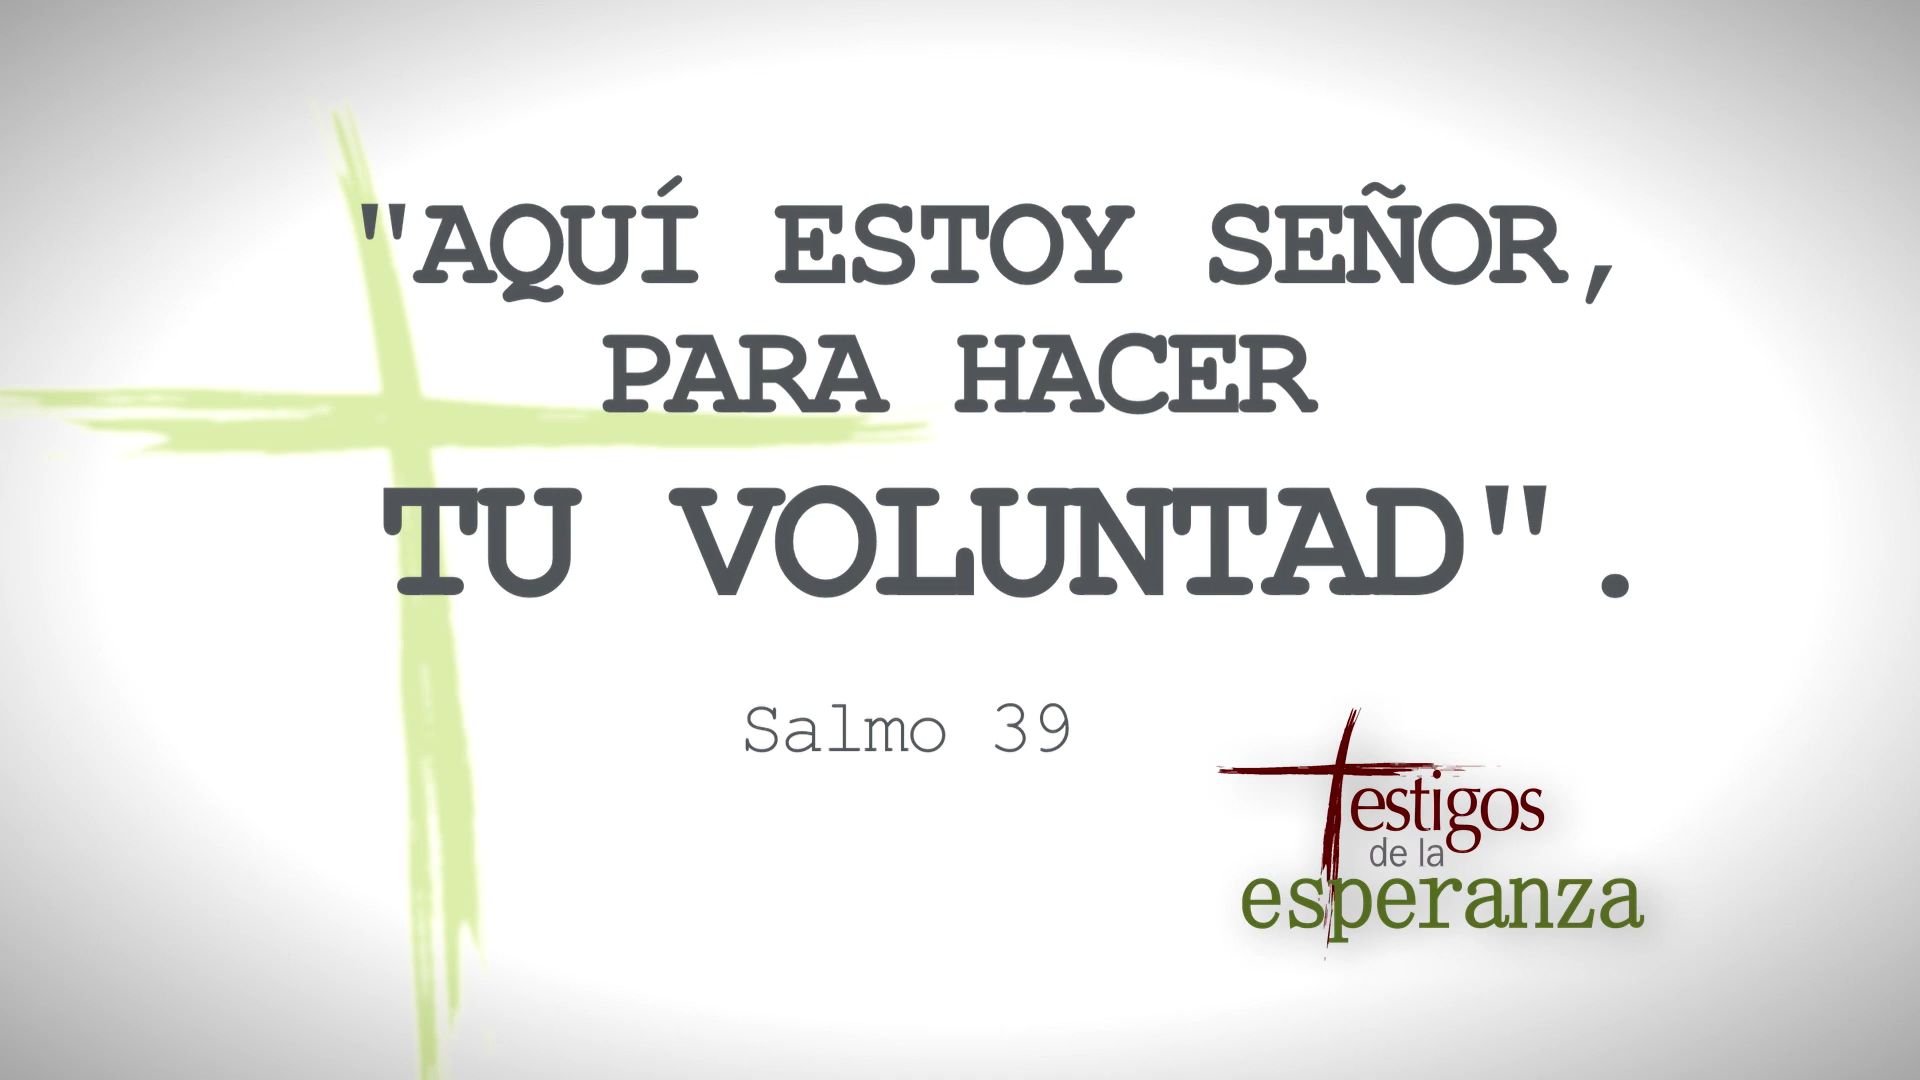 "AQUÍ ESTOY SEÑOR,
PARA HACER
TU VOLUNTAD".
Salmo 39
testigos
de la
esperanza